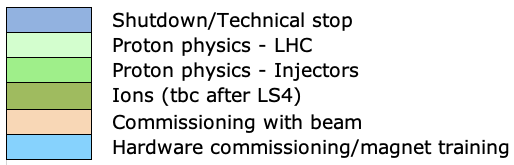 Shutdown/Technical stop
Proton physics - LHC
Proton physics - Injectors
Ions (tbc after LS4)
Commissioning with beam
Hardware commissioning/magnet training